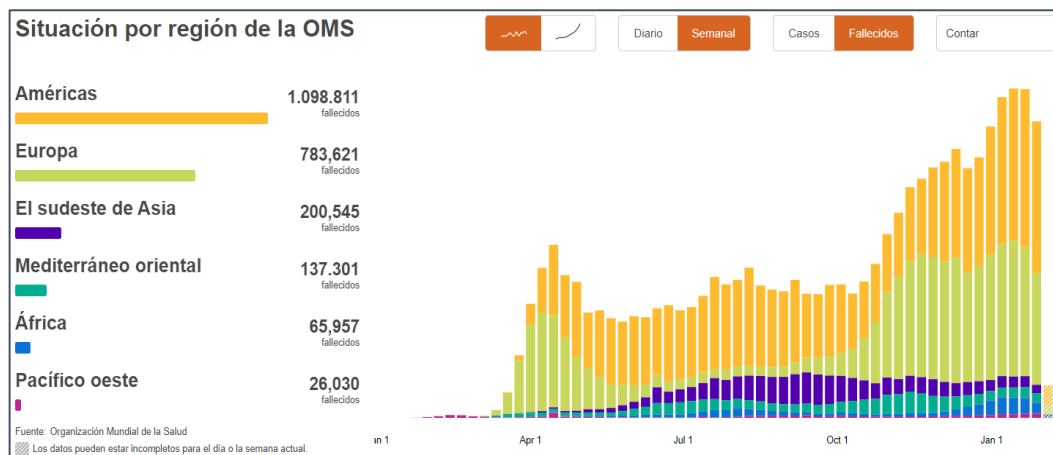 Situación por región de la OMS
Diario
Semanal
Casos
Fallecidos
Contar
Américas
1.098.811
fallecidos
Europa
783,621
fallecidos
El sudeste de Asia
200,545
fallecidos
Mediterráneo oriental
137.301
fallecidos
África
65,957
fallecidos
Pacífico oeste
26,030
fallecidos
Fuente: Organización Mundial de la Salud
Los datos pueden estar incompletos para el día o la semana actual.
an 1
Apr 1
Jul 1
Oct 1
Jan 1